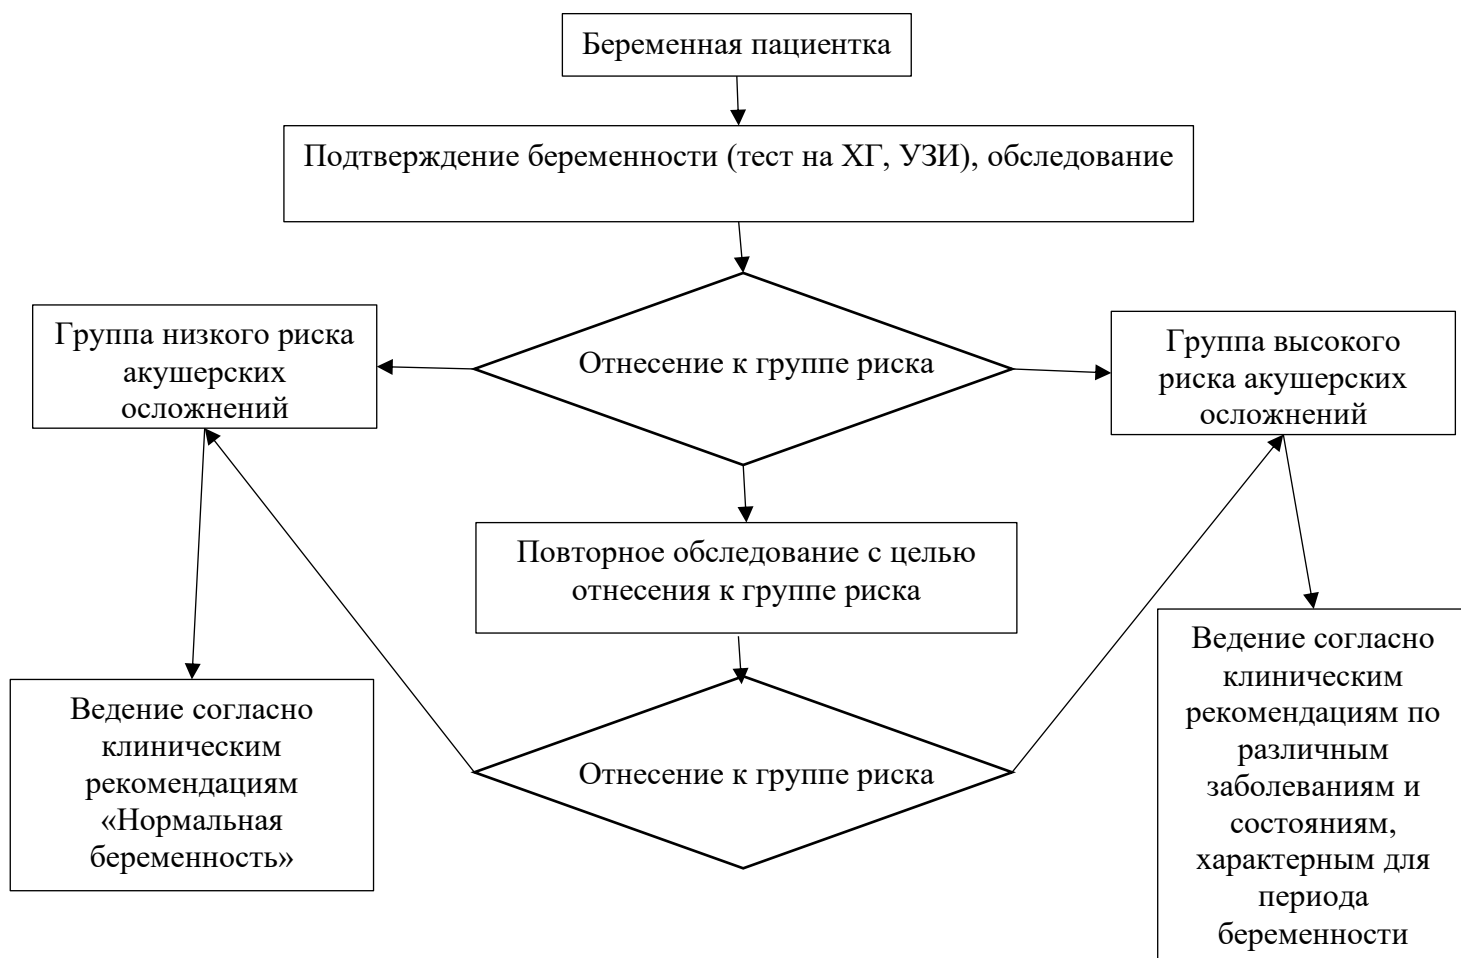 Беременная пациентка
Подтверждение беременности (тест на ХГ, УЗИ), обследование
Группа низкого риска
акушерских
осложнений
Отнесение к группе риска
Группа высокого
риска акушерских
осложнений
Повторное обследование с целью
отнесения к группе риска
Ведение согласно
клиническим
рекомендациям
«Нормальная
беременность»
Отнесение к группе риска
Ведение согласно
клиническим
рекомендациям по
различным
заболеваниям и
состояниям,
характерным для
периода
беременности